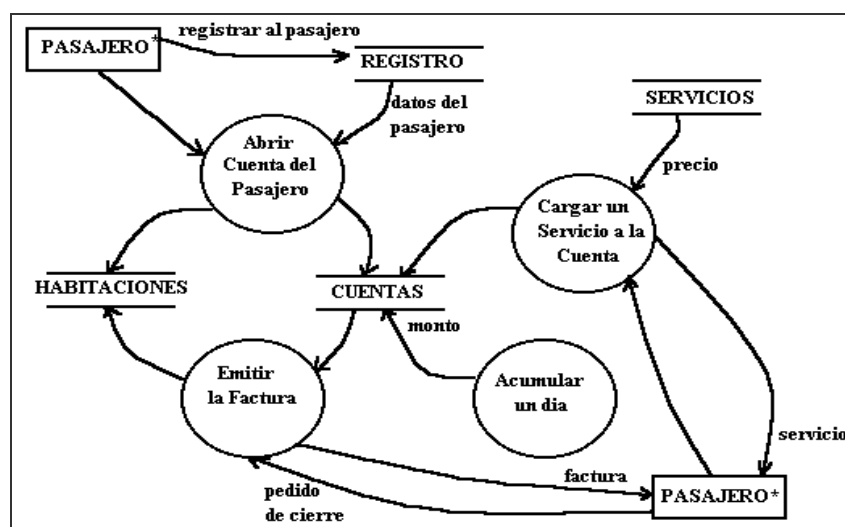 registrar al pasajero
PASAJERO*
REGISTRO
SERVICIOS
datos del
pasajero
Abrir
Cuenta del
Pasajero
precio
Cargar un
Servicio a la
Cuenta
HABITACIONES
CUENTAS
monto
Emitir
la Factura
Acumular
un dia
servicio
factura
pedido
de cierre
PASAJERO*